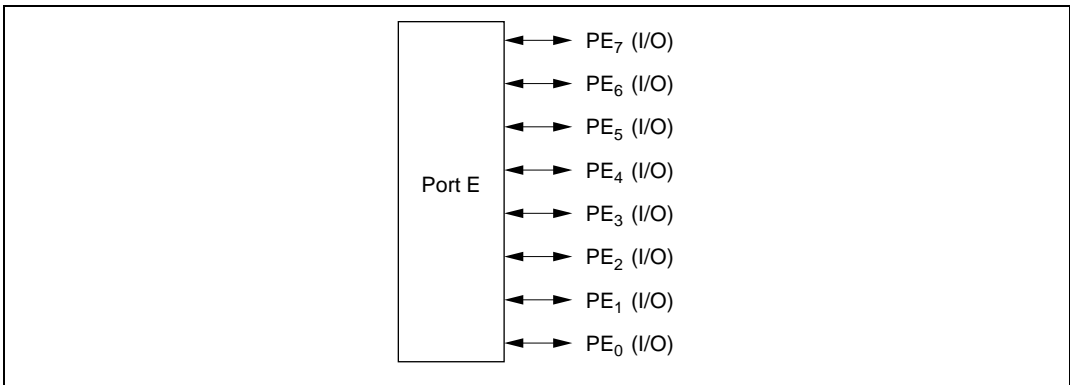 PE7 (I/O)
PE6 (I/O)
PE5 (I/O)
PE4 (I/O)
Port E
PE3 (I/O)
PE2 (I/O)
PE1 (I/O)
PE0 (I/O)